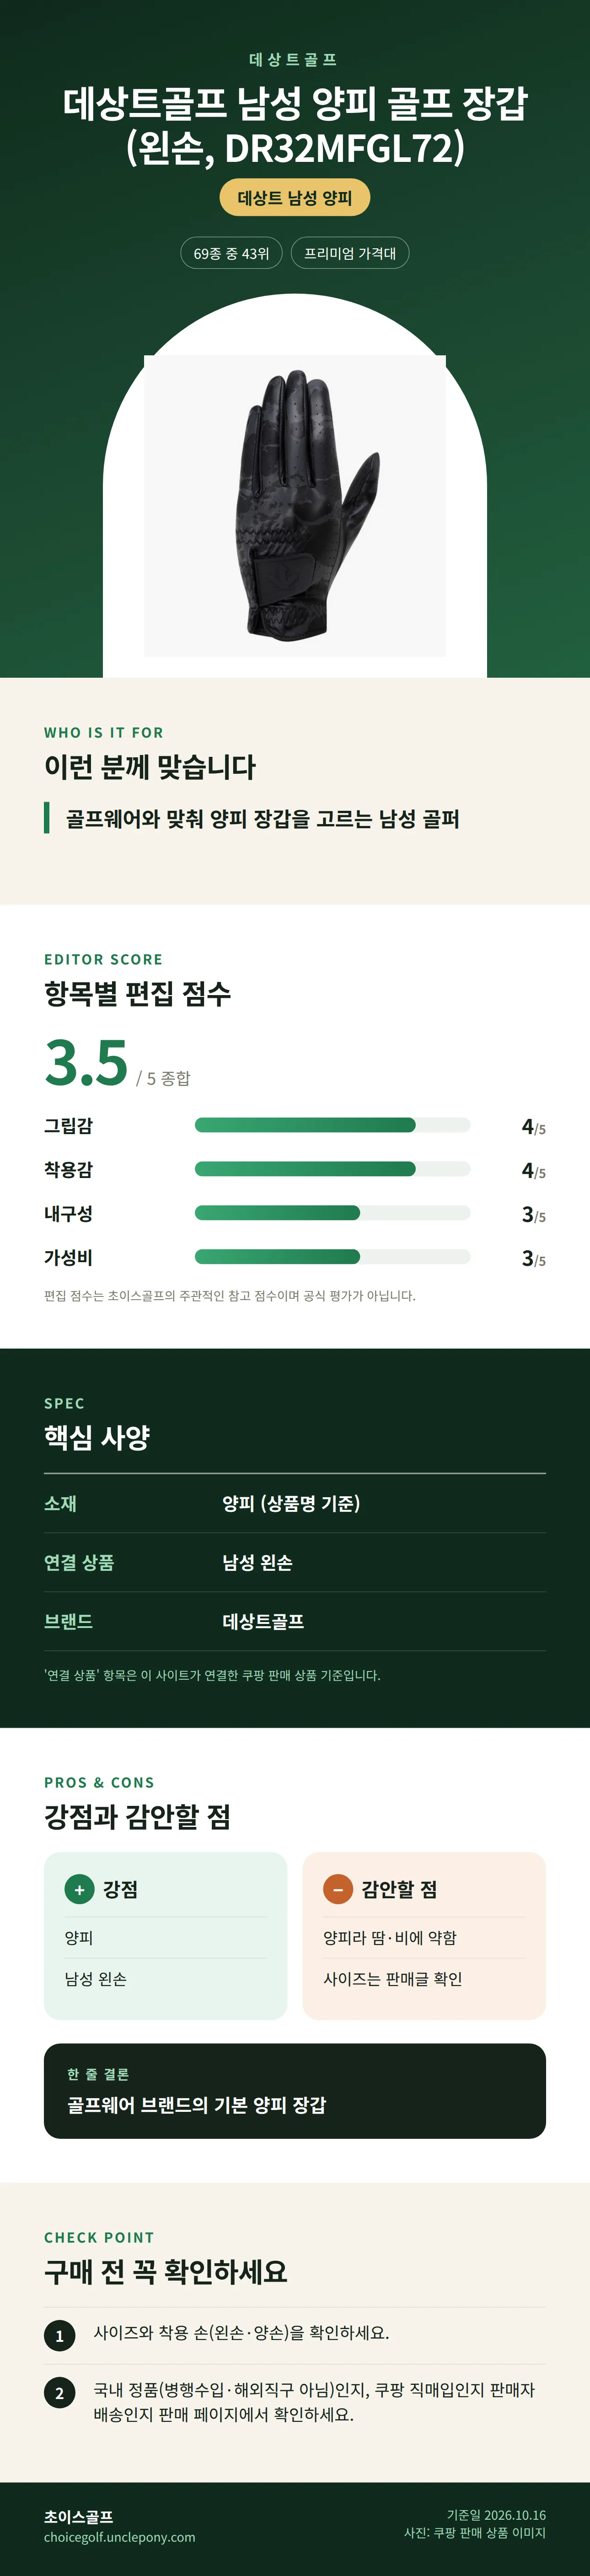 데상트골프
데상트골프 남성 양피 골프 장갑
(왼손, DR32MFGL72)
데상트 남성 양피
69종 중 43위
프리미엄 가격대
WHO IS IT FOR
이런 분께 맞습니다
골프웨어와 맞춰 양피 장갑을 고르는 남성 골퍼
EDITOR SCORE
항목별 편집 점수
3.5 / 5 종합
그립감 4/5
착용감 4/5
내구성 3/5
가성비 3/5
편집 점수는 초이스골프의 주관적인 참고 점수이며 공식 평가가 아닙니다.
SPEC
핵심 사양
소재 양피 (상품명 기준)
연결 상품 남성 왼손
브랜드 데상트골프
'연결 상품' 항목은 이 사이트가 연결한 쿠팡 판매 상품 기준입니다.
PROS & CONS
강점과 감안할 점
+ 강점
양피
남성 왼손
− 감안할 점
양피라 땀·비에 약함
사이즈는 판매글 확인
한 줄 결론
골프웨어 브랜드의 기본 양피 장갑
CHECK POINT
구매 전 꼭 확인하세요
1 사이즈와 착용 손(왼손·양손)을 확인하세요.
2 국내 정품(병행수입·해외직구 아님)인지, 쿠팡 직매입인지 판매자
배송인지 판매 페이지에서 확인하세요.
초이스골프
choicegolf.unclepony.com
기준일 2026.10.16
사진: 쿠팡 판매 상품 이미지